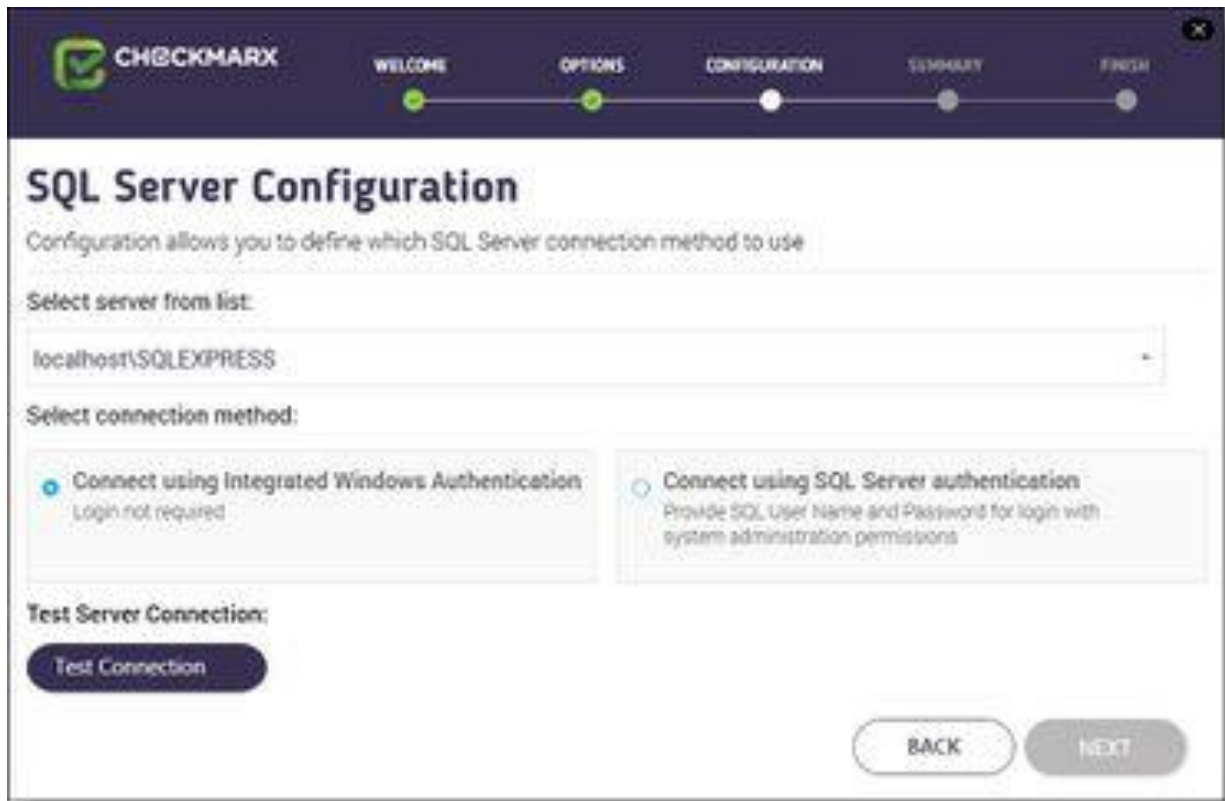 CHECKMARX
WELCOME
OPTIONS
CONFIGURATION
SUMMARY
FINISH
SQL Server Configuration
Configuration allows you to define which SQL Server connection method to use
Select server from list:
localhost\SQLEXPRESS
Select connection method:
Connect using Integrated Windows Authentication
Login not required
Connect using SQL Server authentication
Provide SQL User Name and Password for login with
system administration permissions
Test Server Connection:
Test Connection
BACK
NEXT